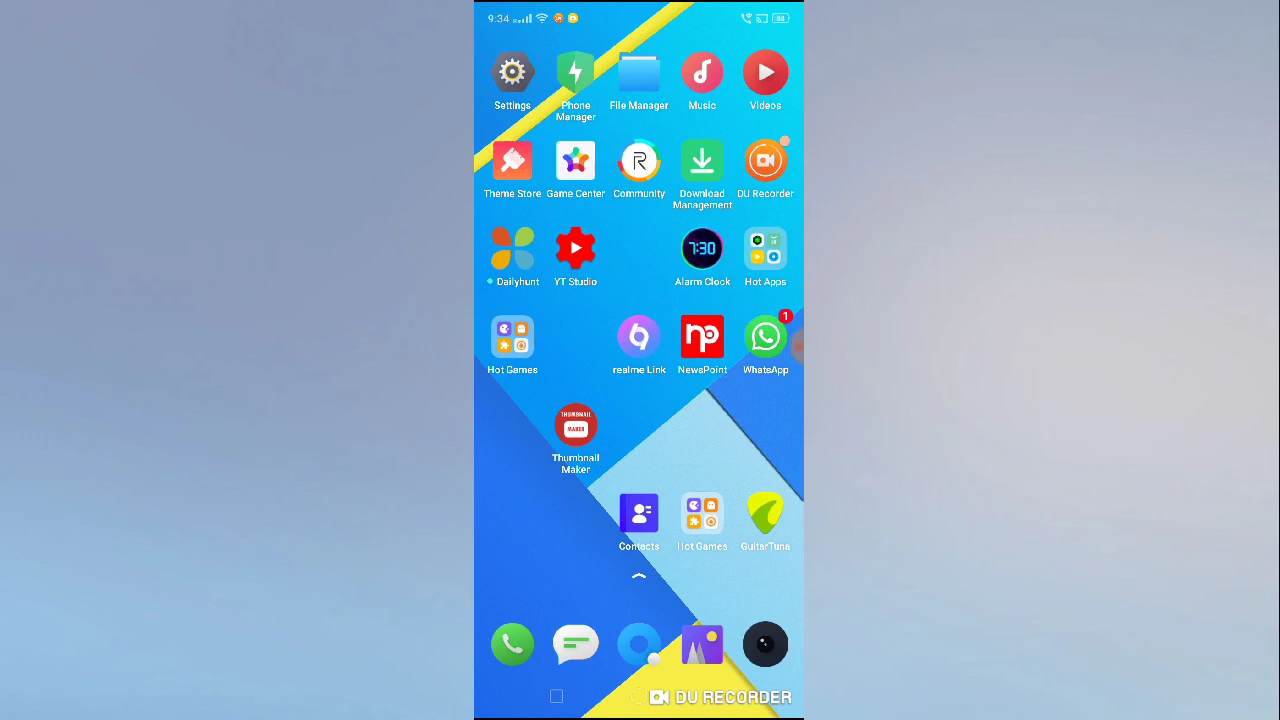 9:34
88
Settings
Phone Manager
File Manager
Music
Videos
Theme Store
Game Center
Community
Download Management
DU Recorder
7:30
Dailyhunt
YT Studio
Alarm Clock
Hot Apps
np
1
Hot Games
realme Link
NewsPoint
WhatsApp
THUMBNAIL
MAKER
Thumbnail Maker
Contacts
Hot Games
GuitarTuna
DU RECORDER